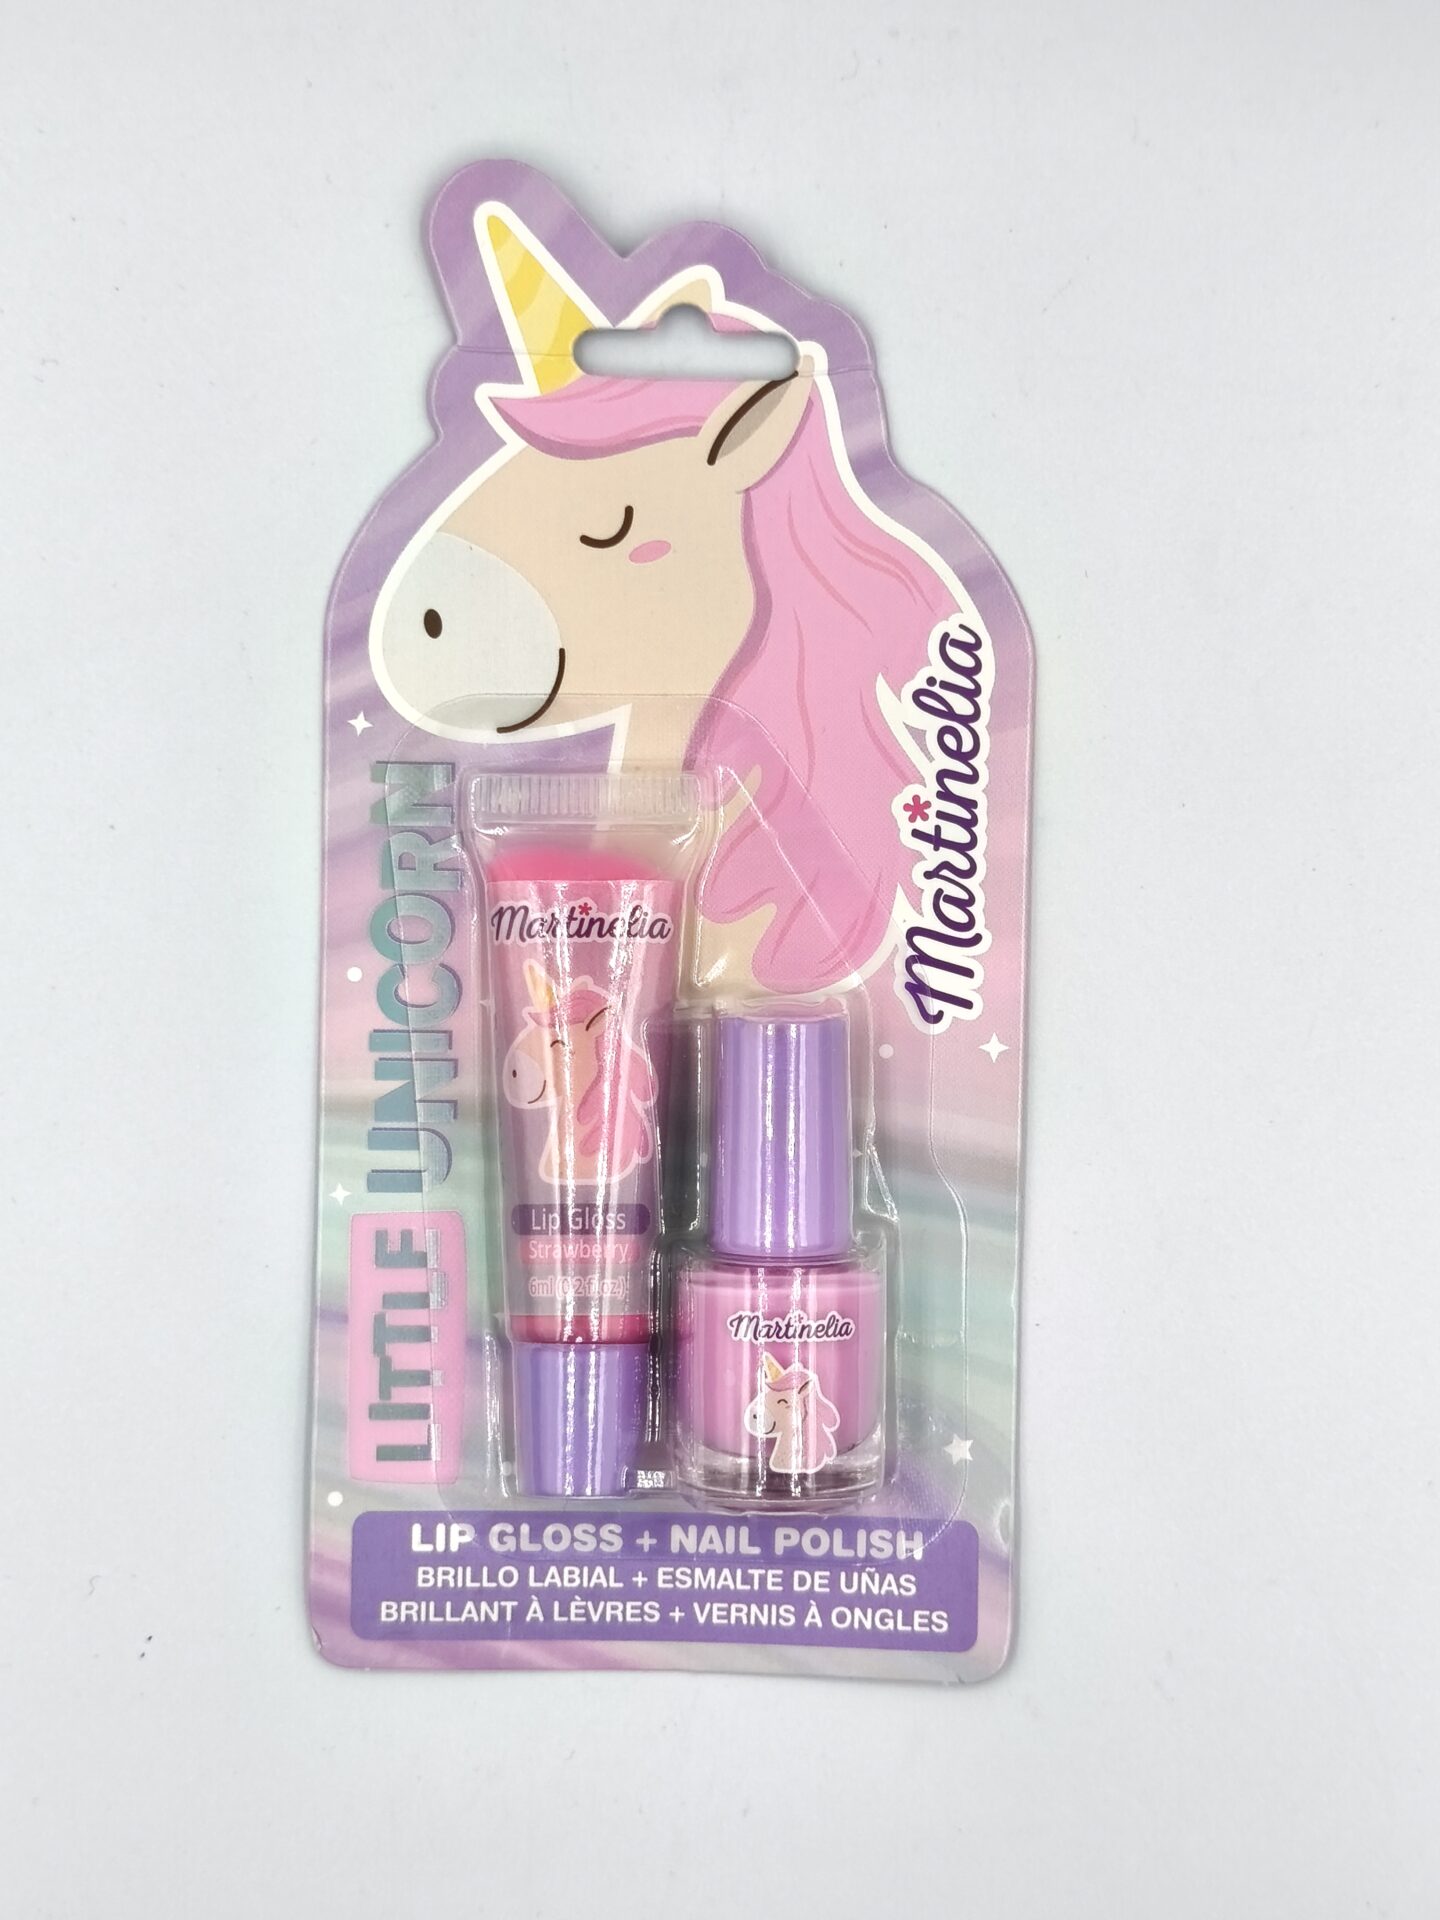 Martinelia
LITTLE UNICORN
Martinelia
Lip Gloss
Strawberry
6ml (0.2 fl.oz.)
Martinelia
LIP GLOSS + NAIL POLISH
BRILLO LABIAL + ESMALTE DE UÑAS
BRILLANT À LÈVRES + VERNIS À ONGLES